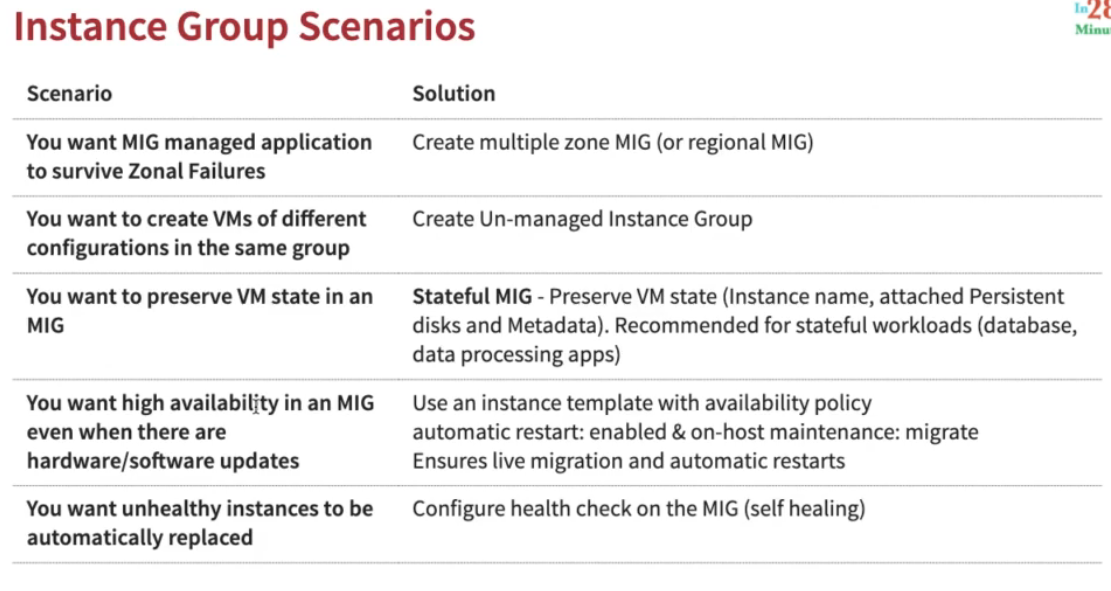 Instance Group Scenarios
In28
Minu
Scenario Solution
You want MIG managed application Create multiple zone MIG (or regional MIG)
to survive Zonal Failures
You want to create VMs of different Create Un-managed Instance Group
configurations in the same group
You want to preserve VM state in an Stateful MIG - Preserve VM state (Instance name, attached Persistent
MIG disks and Metadata). Recommended for stateful workloads (database,
data processing apps)
You want high availability in an MIG Use an instance template with availability policy
even when there are automatic restart: enabled & on-host maintenance: migrate
hardware/software updates Ensures live migration and automatic restarts
You want unhealthy instances to be Configure health check on the MIG (self healing)
automatically replaced